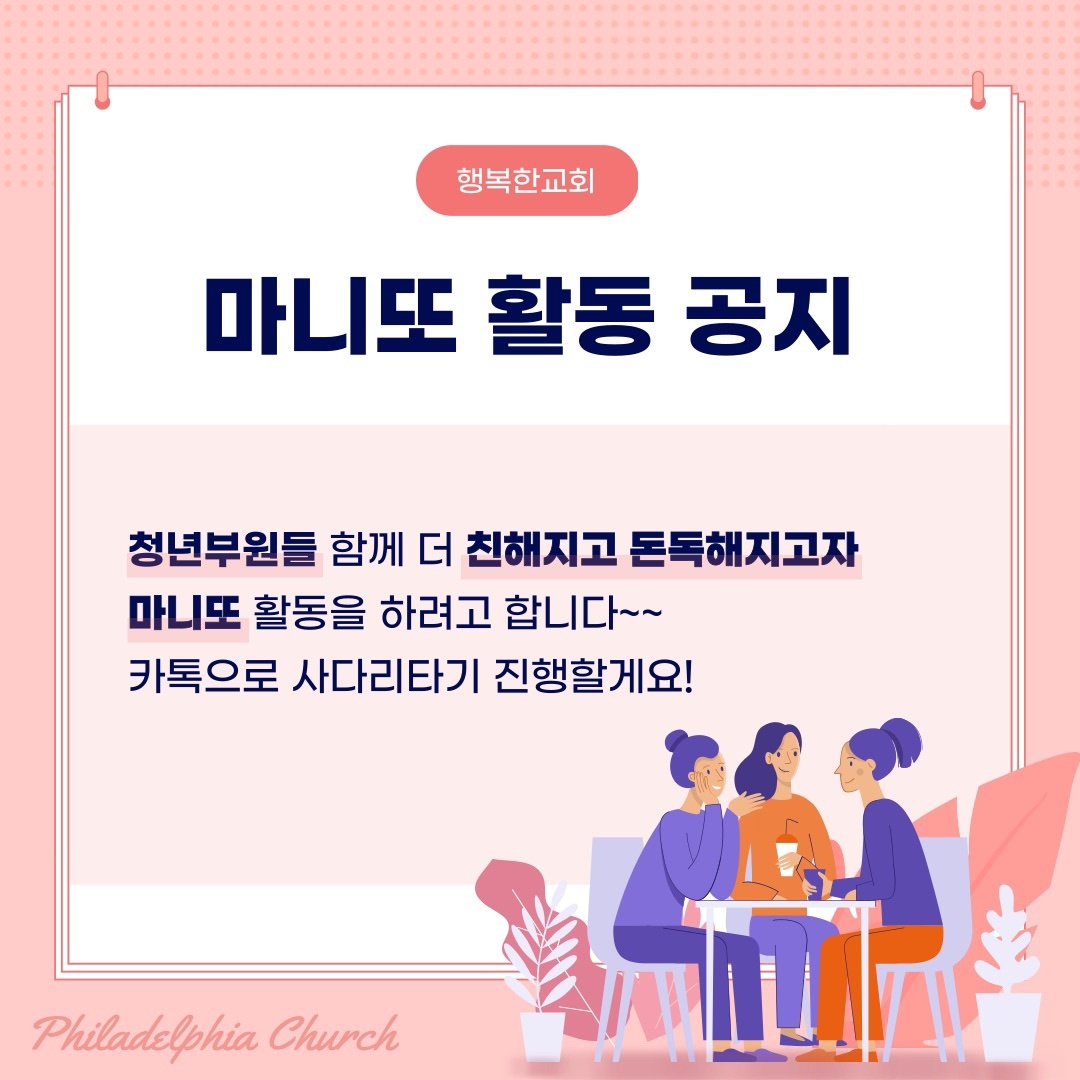 행복한교회
마니또 활동 공지
청년부원들 함께 더 친해지고 돈독해지고자
마니또 활동을 하려고 합니다~~
카톡으로 사다리타기 진행할게요!
Philadelphia Church